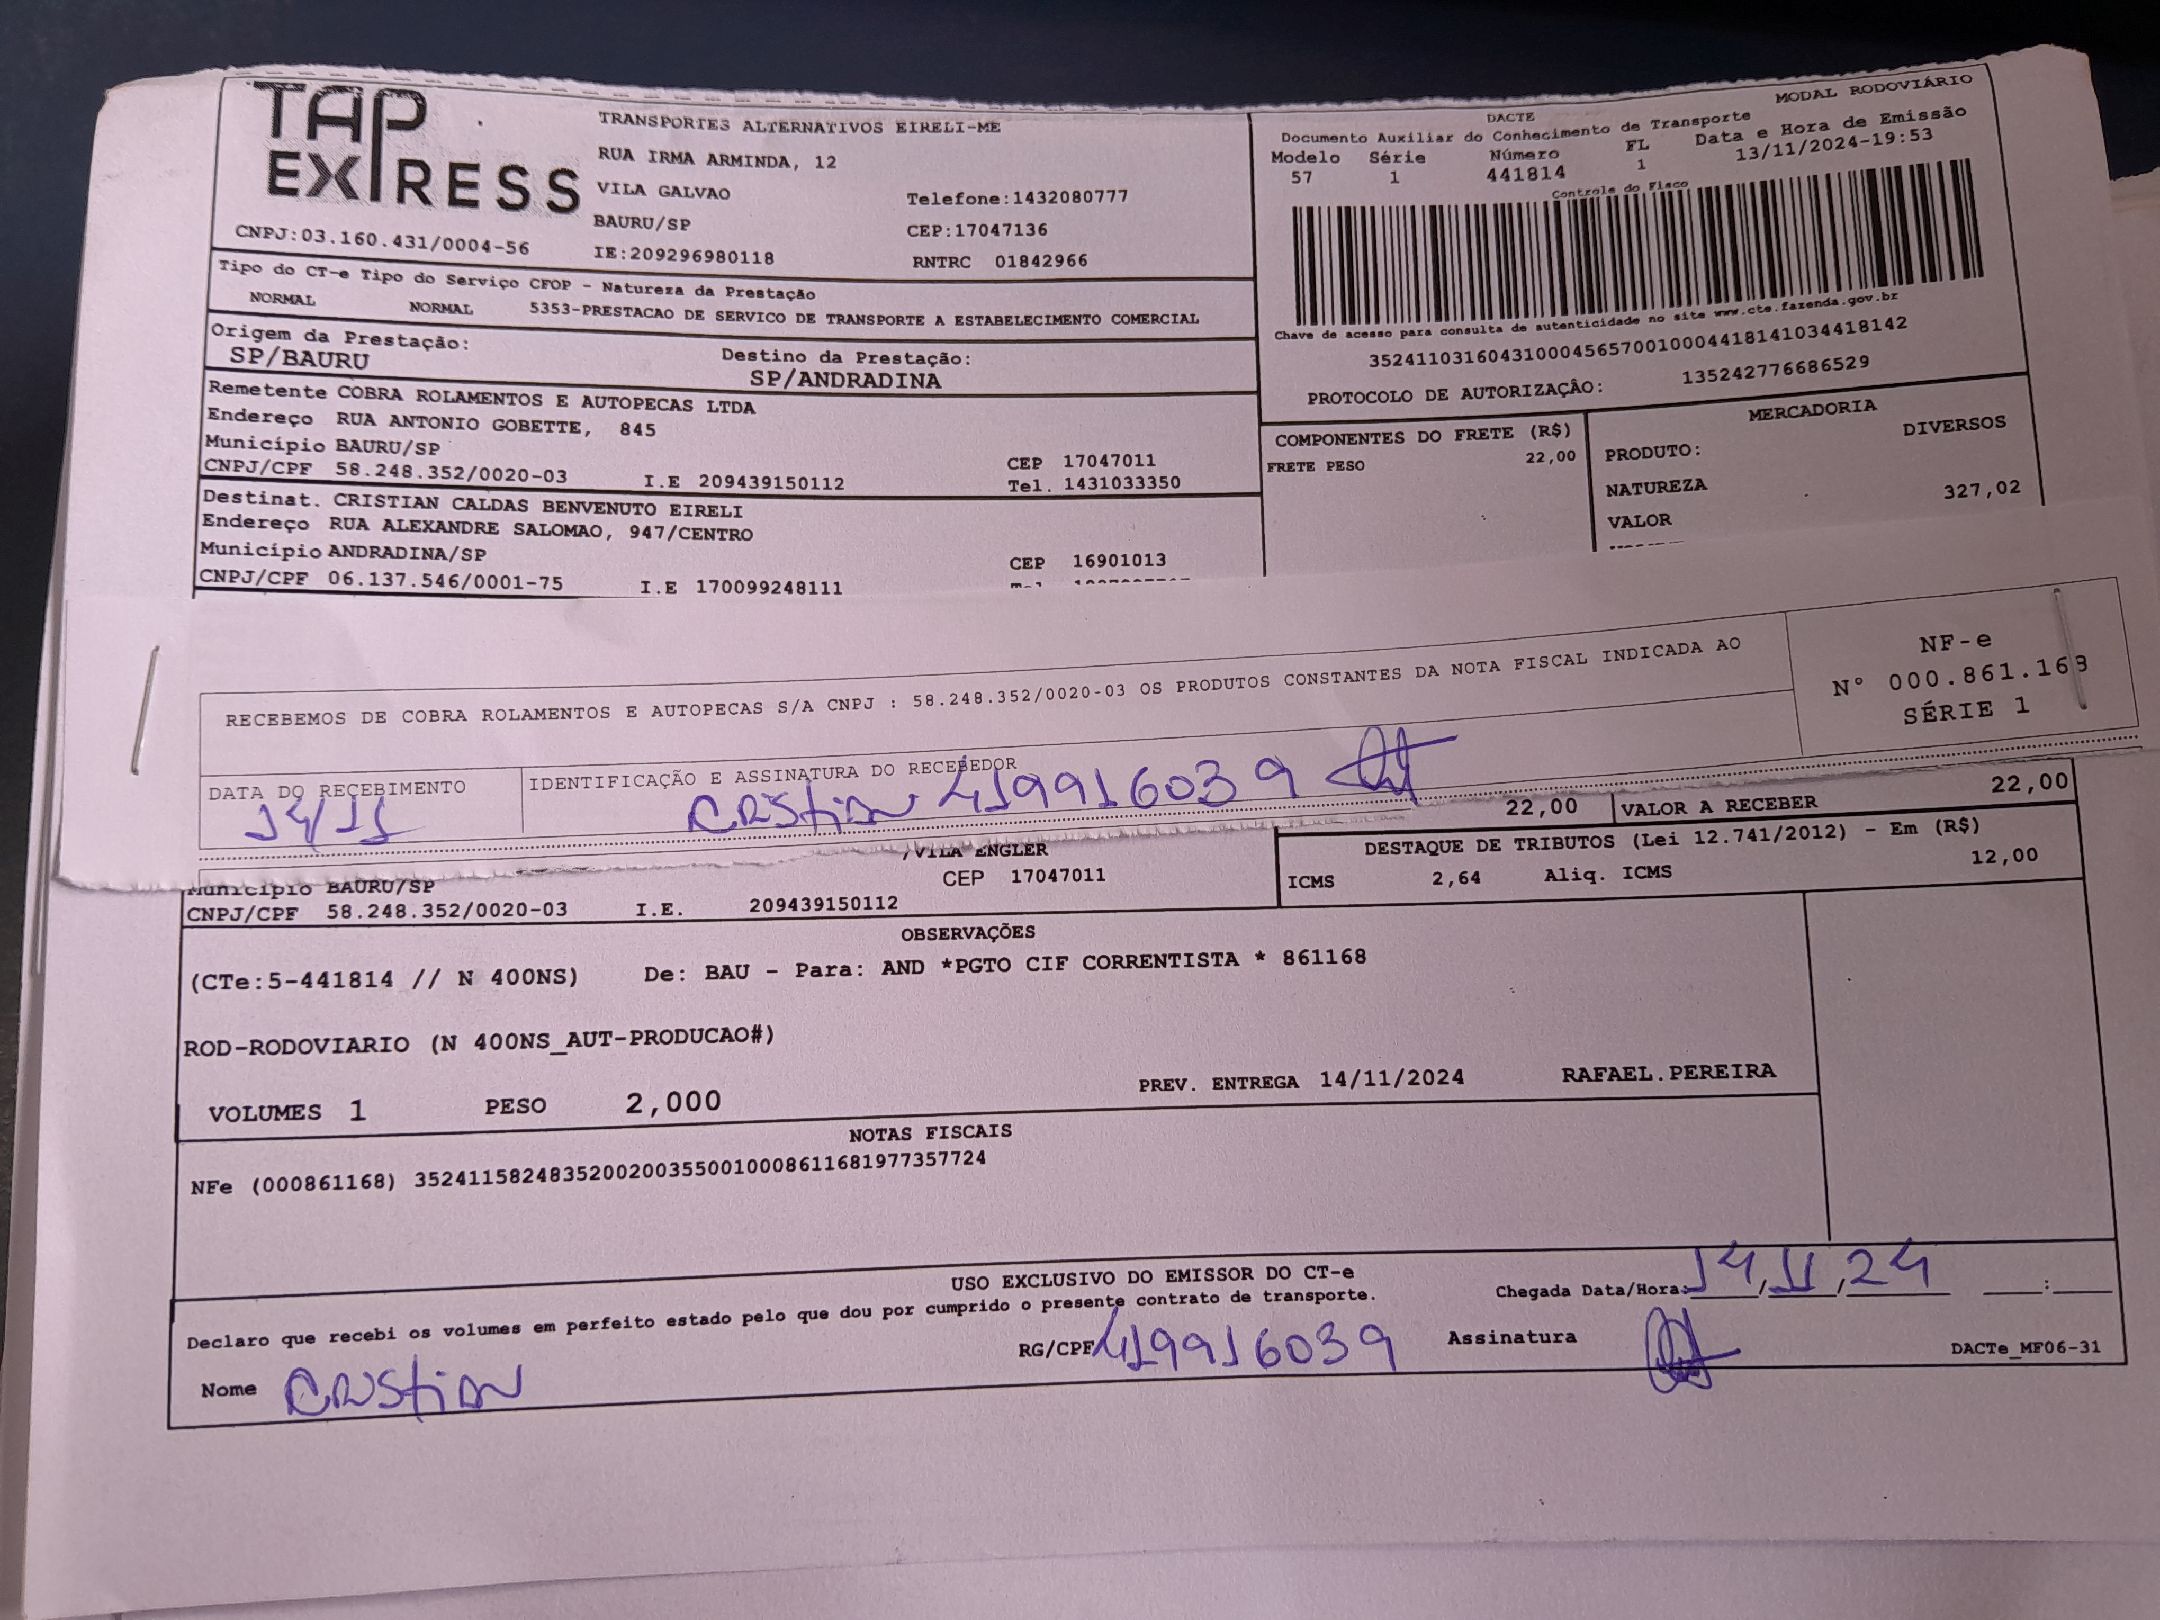 TAP EXPRESS
TRANSPORTES ALTERNATIVOS EIRELI-ME
RUA IRMA ARMINDA, 12
VILA GALVAO
Telefone:1432080777
BAURU/SP
CEP:17047136
CNPJ:03.160.431/0004-56
IE:209296980118
RNTRC 01842966
MODAL RODOVIÁRIO
DACTE
Documento Auxiliar do Conhecimento de Transporte
Modelo Série Número FL Data e Hora de Emissão
57 1 441814 1 13/11/2024-19:53
Controle do Fisco
Chave de acesso para consulta de autenticidade no site www.cte.fazenda.gov.br
35241103160431000456570010004418141034418142
PROTOCOLO DE AUTORIZAÇÂO: 135242776686529
Tipo do CT-e Tipo do Serviço CFOP - Natureza da Prestação
NORMAL NORMAL 5353-PRESTACAO DE SERVICO DE TRANSPORTE A ESTABELECIMENTO COMERCIAL
Origem da Prestação:
SP/BAURU
Destino da Prestação:
SP/ANDRADINA
Remetente COBRA ROLAMENTOS E AUTOPECAS LTDA
Endereço RUA ANTONIO GOBETTE, 845
Município BAURU/SP
CEP 17047011
CNPJ/CPF 58.248.352/0020-03 I.E 209439150112 Tel. 1431033350
Destinat. CRISTIAN CALDAS BENVENUTO EIRELI
Endereço RUA ALEXANDRE SALOMAO, 947/CENTRO
Município ANDRADINA/SP
CEP 16901013
CNPJ/CPF 06.137.546/0001-75 I.E 170099248111
COMPONENTES DO FRETE (R$)
FRETE PESO 22,00
MERCADORIA
PRODUTO: DIVERSOS
NATUREZA
VALOR 327,02
RECEBEMOS DE COBRA ROLAMENTOS E AUTOPECAS S/A CNPJ : 58.248.352/0020-03 OS PRODUTOS CONSTANTES DA NOTA FISCAL INDICADA AO
NF-e
N° 000.861.168
SÉRIE 1
DATA DO RECEBIMENTO
14/11
IDENTIFICAÇÃO E ASSINATURA DO RECEBEDOR
Cristian 419916039
22,00 VALOR A RECEBER 22,00
/VILA ENGLER
Município BAURU/SP
CEP 17047011
CNPJ/CPF 58.248.352/0020-03 I.E. 209439150112
DESTAQUE DE TRIBUTOS (Lei 12.741/2012) - Em (R$)
ICMS 2,64 Aliq. ICMS 12,00
OBSERVAÇÕES
(CTe:5-441814 // N 400NS) De: BAU - Para: AND *PGTO CIF CORRENTISTA * 861168
ROD-RODOVIARIO (N 400NS_AUT-PRODUCAO#)
VOLUMES 1 PESO 2,000 PREV. ENTREGA 14/11/2024 RAFAEL.PEREIRA
NOTAS FISCAIS
NFe (000861168) 35241158248352002003550010008611681977357724
USO EXCLUSIVO DO EMISSOR DO CT-e
Declaro que recebi os volumes em perfeito estado pelo que dou por cumprido o presente contrato de transporte.
Chegada Data/Hora: 14/11/24 :
Nome Cristian
RG/CPF 419916039
Assinatura
DACTe_MF06-31